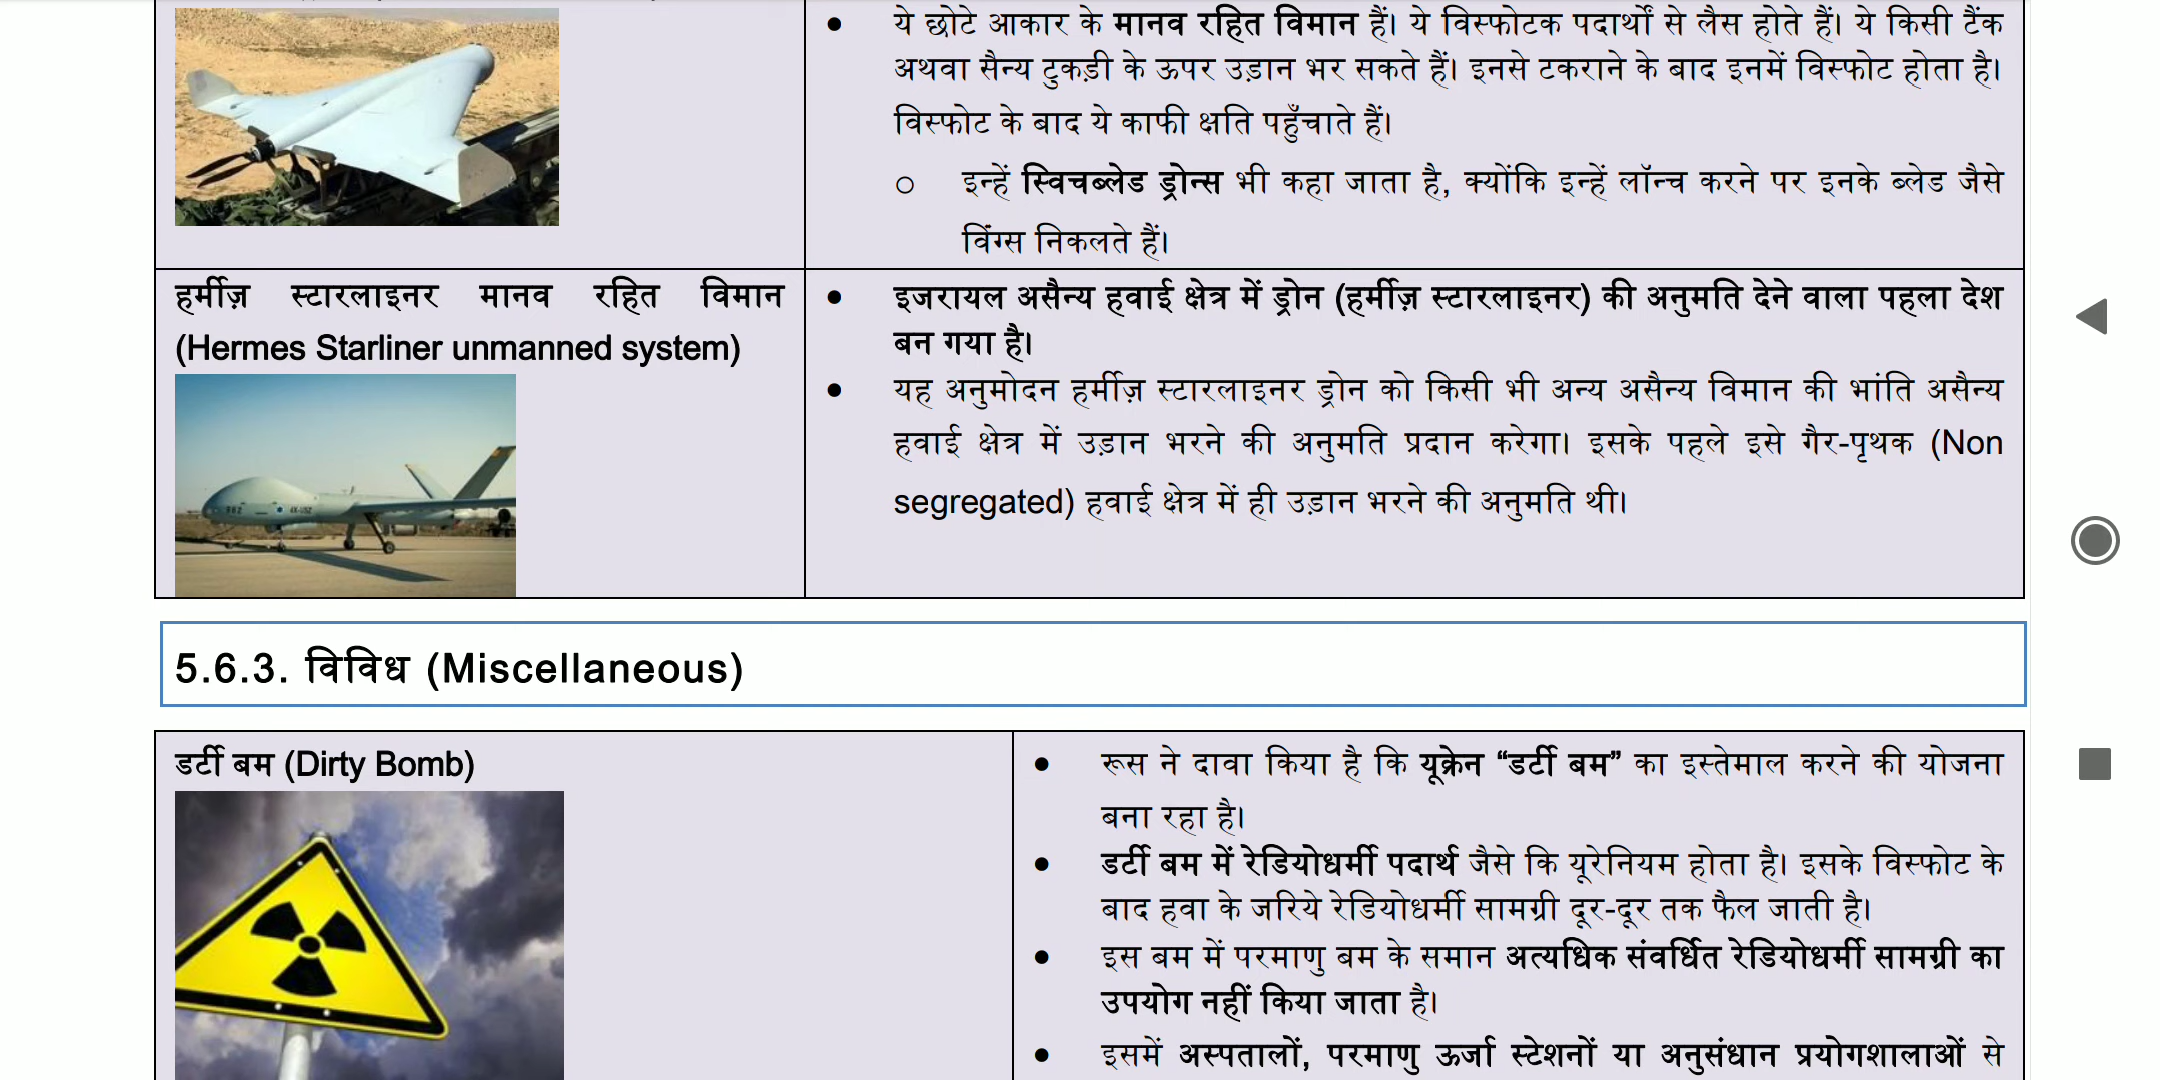 ये छोटे आकार के मानव रहित विमान हैं। ये विस्फोटक पदार्थों से लैस होते हैं। ये किसी टैंक
अथवा सैन्य टुकड़ी के ऊपर उड़ान भर सकते हैं। इनसे टकराने के बाद इनमें विस्फोट होता है।
विस्फोट के बाद ये काफी क्षति पहुँचाते हैं।
इन्हें स्विचब्लेड ड्रोन्स भी कहा जाता है, क्योंकि इन्हें लॉन्च करने पर इनके ब्लेड जैसे
विंग्स निकलते हैं।
हर्मीज़ स्टारलाइनर मानव रहित विमान
(Hermes Starliner unmanned system)
इजरायल असैन्य हवाई क्षेत्र में ड्रोन (हर्मीज़ स्टारलाइनर) की अनुमति देने वाला पहला देश
बन गया है।
यह अनुमोदन हर्मीज़ स्टारलाइनर ड्रोन को किसी भी अन्य असैन्य विमान की भांति असैन्य
हवाई क्षेत्र में उड़ान भरने की अनुमति प्रदान करेगा। इसके पहले इसे गैर-पृथक (Non
segregated) हवाई क्षेत्र में ही उड़ान भरने की अनुमति थी।
5.6.3. विविध (Miscellaneous)
डर्टी बम (Dirty Bomb)
रूस ने दावा किया है कि यूक्रेन “डर्टी बम” का इस्तेमाल करने की योजना
बना रहा है।
डर्टी बम में रेडियोधर्मी पदार्थ जैसे कि यूरेनियम होता है। इसके विस्फोट के
बाद हवा के जरिये रेडियोधर्मी सामग्री दूर-दूर तक फैल जाती है।
इस बम में परमाणु बम के समान अत्यधिक संवर्धित रेडियोधर्मी सामग्री का
उपयोग नहीं किया जाता है।
इसमें अस्पतालों, परमाणु ऊर्जा स्टेशनों या अनुसंधान प्रयोगशालाओं से